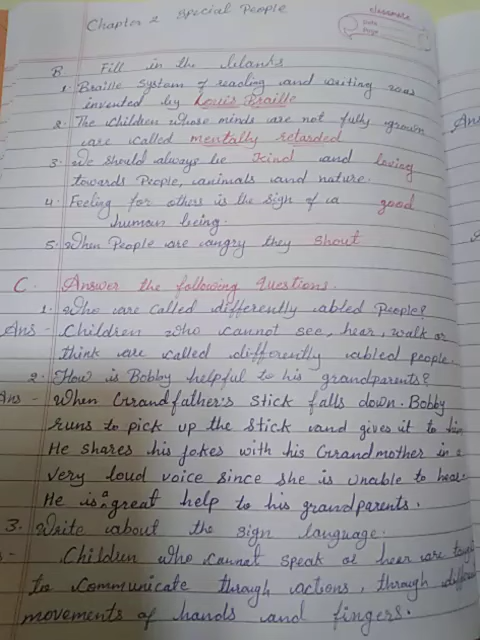 Chapter 2 Special People
classmate
Date
Page
B Fill in the blanks
1. Braille System of reading and writing was
invented by Louis Braille
2. The children whose minds are not fully grown
are called mentally retarded
3. We should always be Kind and loving
towards People, animals and nature.
4. Feeling for others is the sign of a good
human being.
5. When People are angry they shout
C. Answer the following Questions.
1. Who are called differently abled People?
Ans - Children who cannot see, hear, walk or
think are called differently abled people.
2. How is Bobby helpful to his grandparents?
Ans - When Grandfather's stick falls down. Bobby
runs to pick up the stick and gives it to him
He shares his jokes with his Grandmother in a
very loud voice since she is unable to hear.
He is a great help to his grandparents.
3. Write about the sign language.
- Children who cannot speak or hear are taught
to communicate through actions, through different
movements of hands and fingers.
Ans